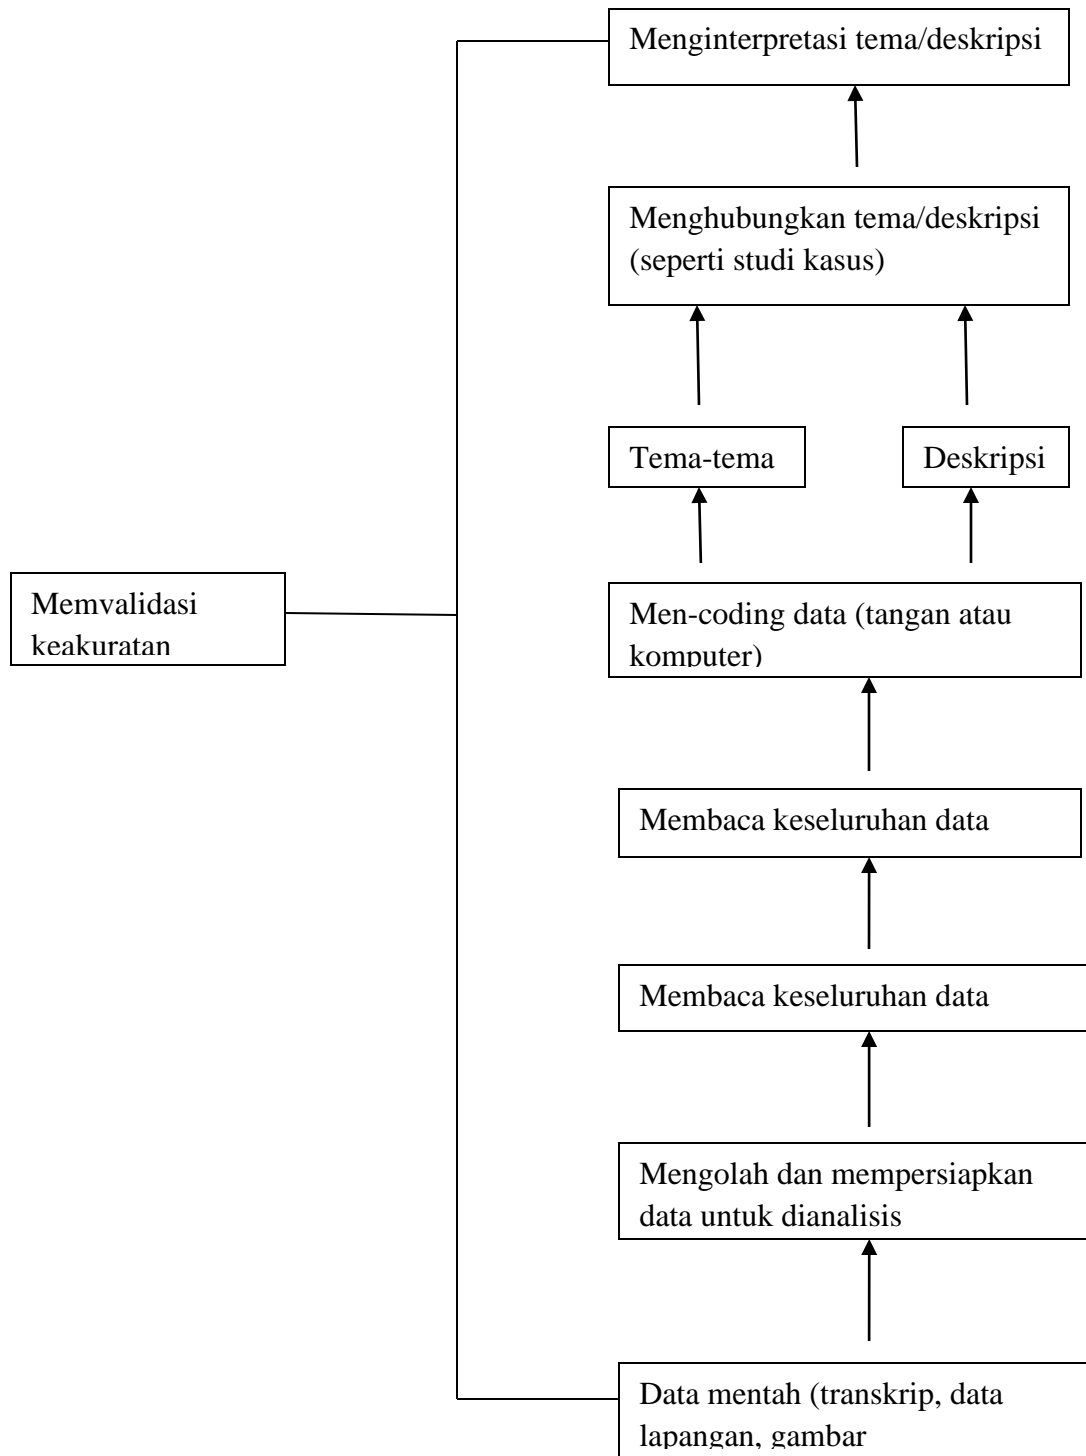 Menginterpretasi tema/deskripsi
Menghubungkan tema/deskripsi
(seperti studi kasus)
Tema-tema
Deskripsi
Memvalidasi
keakuratan
Men-coding data (tangan atau
komputer)
Membaca keseluruhan data
Membaca keseluruhan data
Mengolah dan mempersiapkan
data untuk dianalisis
Data mentah (transkrip, data
lapangan, gambar